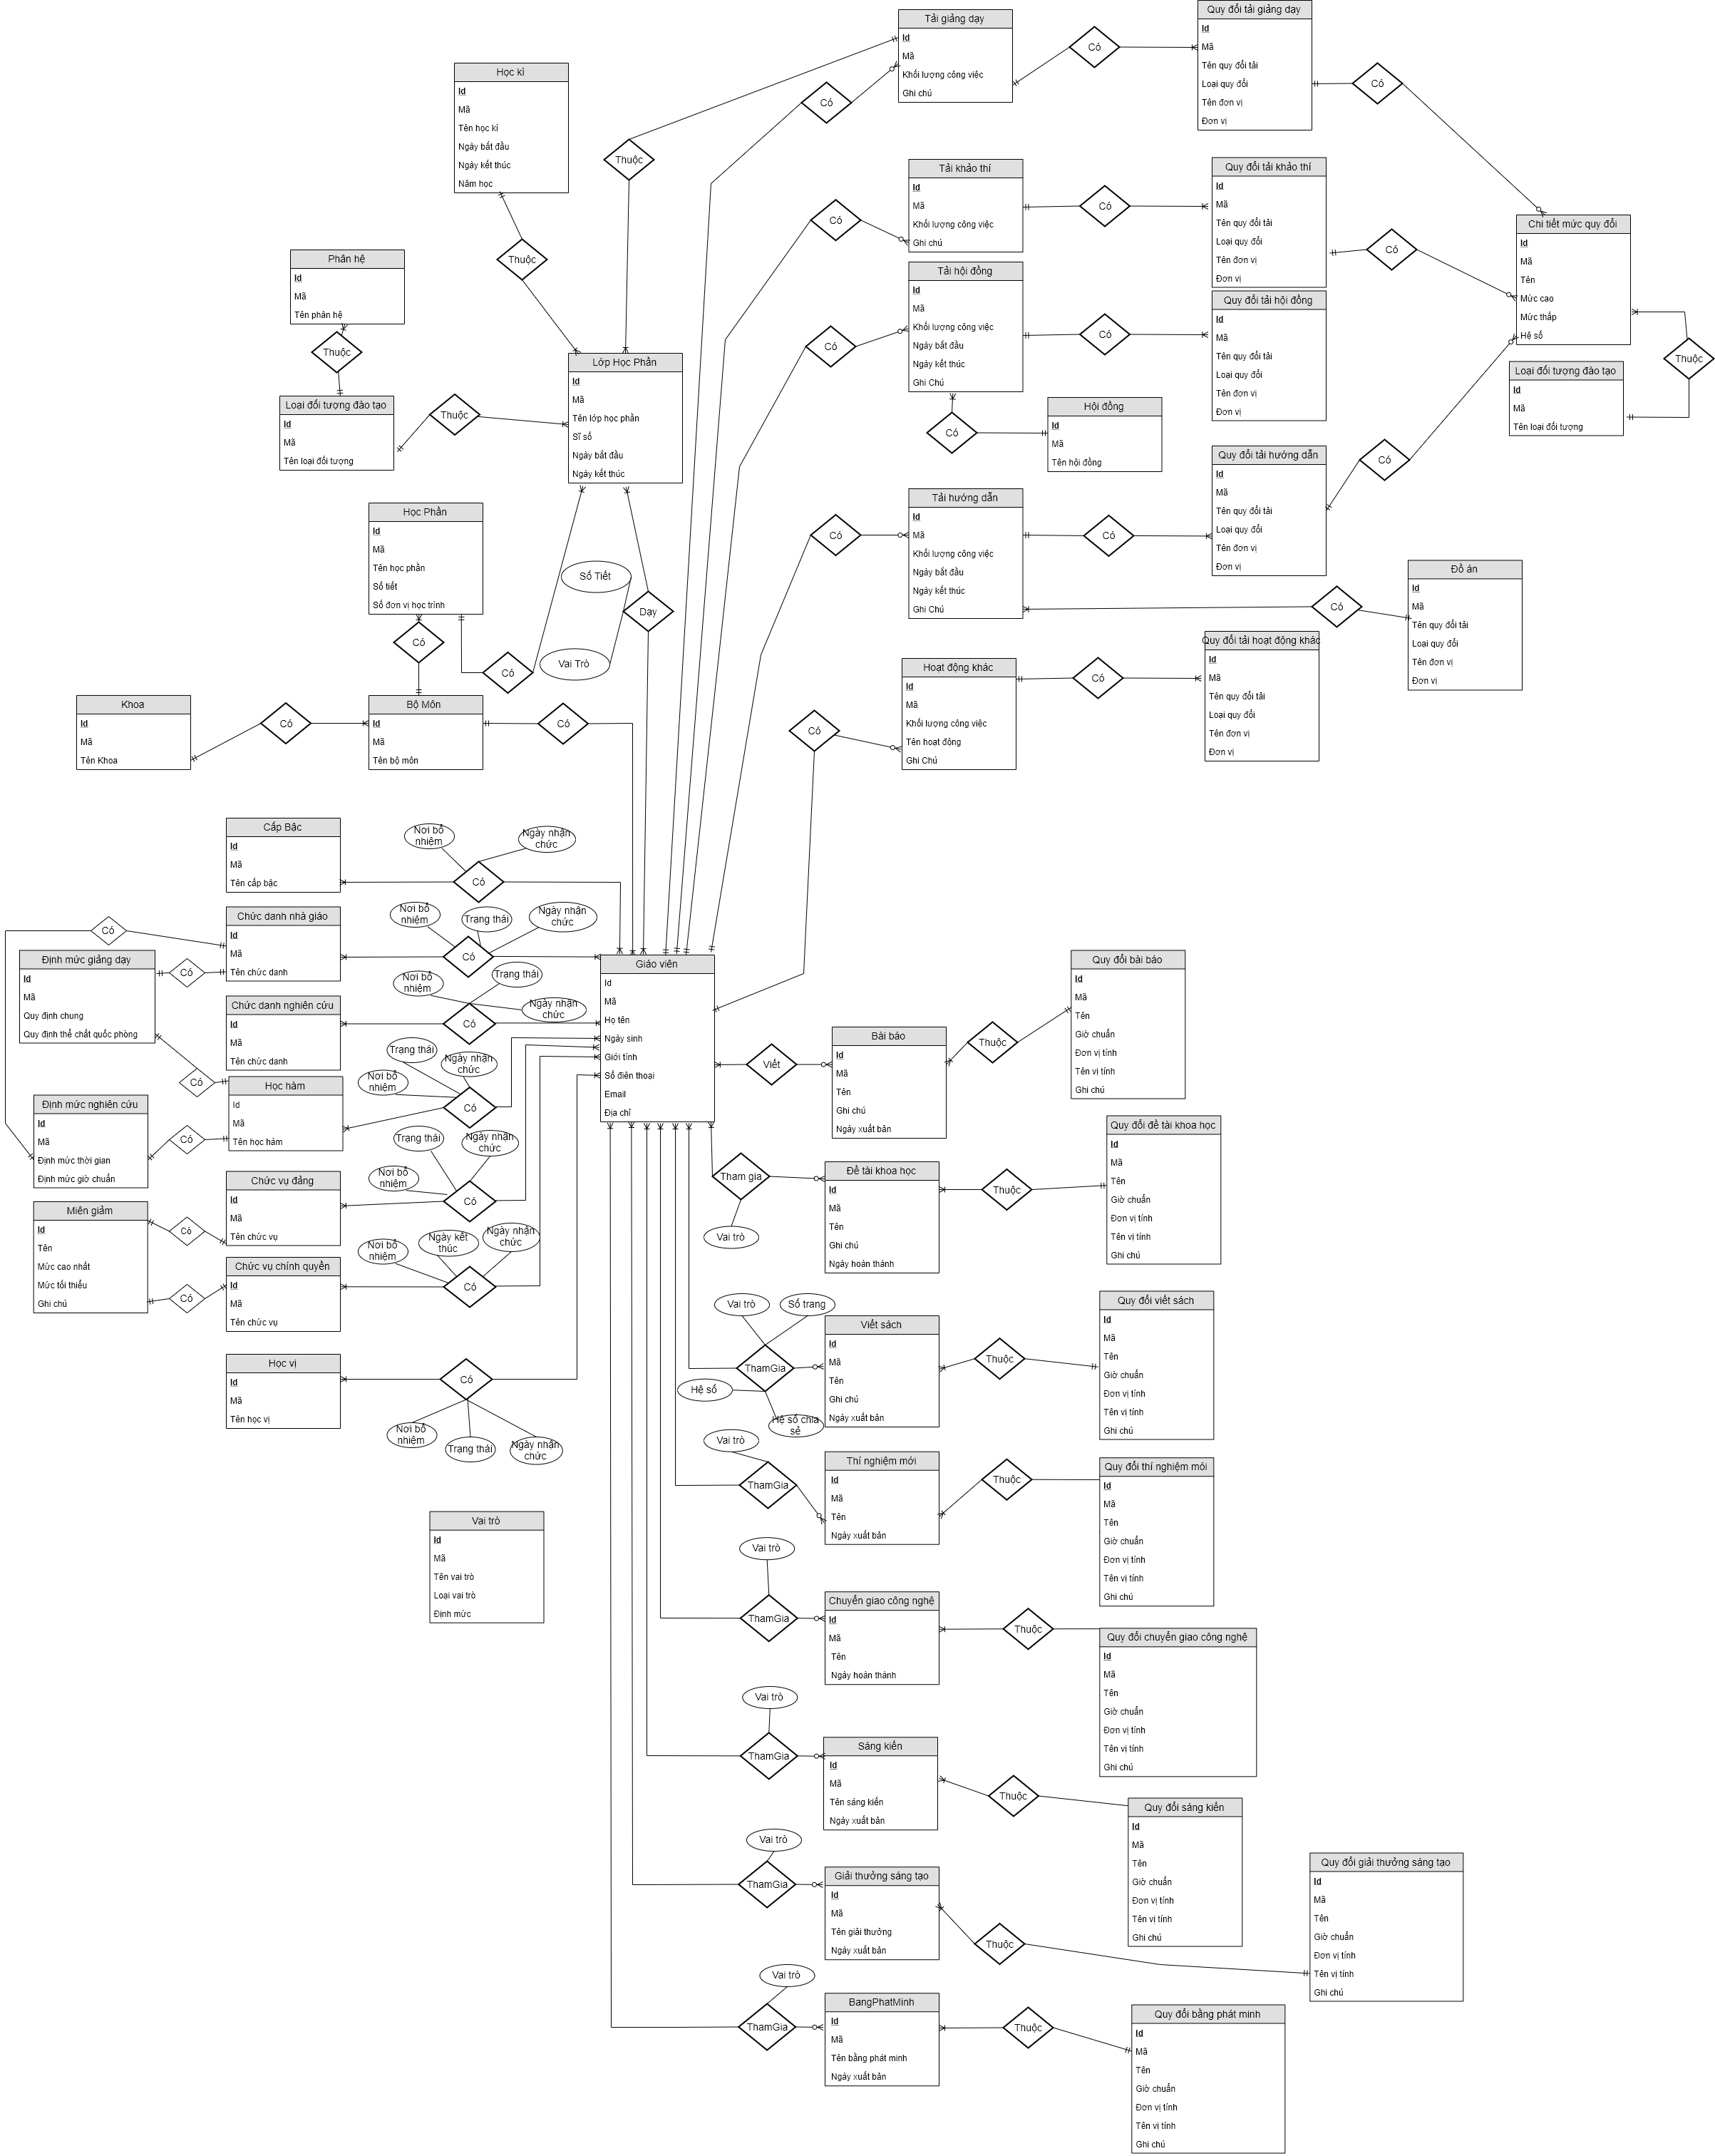 Tải giảng dạy
Id
Mã
Khối lượng công việc
Ghi chú
Có
Quy đổi tải giảng dạy
Id
Mã
Tên quy đổi tải
Loại quy đổi
Tên đơn vị
Đơn vị
Có
Học kì
Id
Mã
Tên học kì
Ngày bắt đầu
Ngày kết thúc
Năm học
Có
Thuộc
Tải khảo thí
Id
Mã
Khối lượng công việc
Ghi chú
Có
Có
Quy đổi tải khảo thí
Id
Mã
Tên quy đổi tải
Loại quy đổi
Tên đơn vị
Đơn vị
Có
Chi tiết mức quy đổi
Id
Mã
Tên
Mức cao
Mức thấp
Hệ số
Thuộc
Phân hệ
Id
Mã
Tên phân hệ
Thuộc
Thuộc
Tải hội đồng
Id
Mã
Khối lượng công việc
Ngày bắt đầu
Ngày kết thúc
Ghi Chú
Có
Có
Quy đổi tải hội đồng
Id
Mã
Tên quy đổi tải
Loại quy đổi
Tên đơn vị
Đơn vị
Lớp Học Phần
Id
Mã
Tên lớp học phần
Sĩ số
Ngày bắt đầu
Ngày kết thúc
Loại đối tượng đào tạo
Id
Mã
Tên loại đối tượng
Thuộc
Thuộc
Loại đối tượng đào tạo
Id
Mã
Tên loại đối tượng
Có
Hội đồng
Id
Mã
Tên hội đồng
Có
Quy đổi tải hướng dẫn
Id
Mã
Tên quy đổi tải
Loại quy đổi
Tên đơn vị
Đơn vị
Tải hướng dẫn
Id
Mã
Khối lượng công việc
Ngày bắt đầu
Ngày kết thúc
Ghi Chú
Có
Có
Học Phần
Id
Mã
Tên học phần
Số tiết
Số đơn vị học trình
Số Tiết
Dạy
Vai Trò
Có
Có
Có
Đồ án
Id
Mã
Tên quy đổi tải
Loại quy đổi
Tên đơn vị
Đơn vị
Quy đổi tải hoạt động khác
Id
Mã
Tên quy đổi tải
Loại quy đổi
Tên đơn vị
Đơn vị
Hoạt động khác
Id
Mã
Khối lượng công việc
Tên hoạt động
Ghi Chú
Có
Có
Khoa
Id
Mã
Tên Khoa
Có
Bộ Môn
Id
Mã
Tên bộ môn
Có
Cấp Bậc
Id
Mã
Tên cấp bậc
Nơi bổ
nhiệm
Ngày nhận
chức
Có
Chức danh nhà giáo
Id
Mã
Tên chức danh
Nơi bổ
nhiệm
Trạng thái
Ngày nhận
chức
Có
Có
Định mức giảng dạy
Id
Mã
Quy định chung
Quy định thể chất quốc phòng
Có
Chức danh nghiên cứu
Id
Mã
Tên chức danh
Nơi bổ
nhiệm
Trạng thái
Ngày nhận
chức
Có
Giáo viên
Id
Mã
Họ tên
Ngày sinh
Giới tính
Số điên thoại
Email
Địa chỉ
Có
Học hàm
Id
Mã
Tên học hàm
Trạng thái
Ngày nhận
chức
Nơi bổ
nhiệm
Có
Định mức nghiên cứu
Id
Mã
Định mức thời gian
Định mức giờ chuẩn
Có
Chức vụ đảng
Id
Mã
Tên chức vụ
Trạng thái
Ngày nhận
chức
Nơi bổ
nhiệm
Có
Miên giảm
Id
Tên
Mức cao nhất
Mức tối thiểu
Ghi chú
Có
Có
Chức vụ chính quyền
Id
Mã
Tên chức vụ
Nơi bổ
nhiệm
Ngày kết
thúc
Ngày nhận
chức
Có
Học vị
Id
Mã
Tên học vị
Có
Nơi bổ
nhiệm
Trạng thái
Ngày nhận
chức
Vai trò
Id
Mã
Tên vai trò
Loại vai trò
Định mức
Viết
Bài báo
Id
Mã
Tên
Ghi chú
Ngày xuất bản
Thuộc
Quy đổi bài báo
Id
Mã
Tên
Giờ chuẩn
Đơn vị tính
Tên vị tính
Ghi chú
Tham gia
Vai trò
Đề tài khoa học
Id
Mã
Tên
Ghi chú
Ngày hoàn thành
Thuộc
Quy đổi đề tài khoa học
Id
Mã
Tên
Giờ chuẩn
Đơn vị tính
Tên vị tính
Ghi chú
Vai trò
Số trang
ThamGia
Hệ số
Hệ số chia
sẻ
Viết sách
Id
Mã
Tên
Ghi chú
Ngày xuất bản
Thuộc
Quy đổi viết sách
Id
Mã
Tên
Giờ chuẩn
Đơn vị tính
Tên vị tính
Ghi chú
Vai trò
ThamGia
Thí nghiệm mới
Id
Mã
Tên
Ngày xuất bản
Thuộc
Quy đổi thí nghiệm mói
Id
Mã
Tên
Giờ chuẩn
Đơn vị tính
Tên vị tính
Ghi chú
Vai trò
ThamGia
Chuyển giao công nghệ
Id
Mã
Tên
Ngày hoàn thành
Thuộc
Quy đổi chuyển giao công nghệ
Id
Mã
Tên
Giờ chuẩn
Đơn vị tính
Tên vị tính
Ghi chú
Vai trò
ThamGia
Sáng kiến
Id
Mã
Tên sáng kiến
Ngày xuất bản
Thuộc
Quy đổi sáng kiến
Id
Mã
Tên
Giờ chuẩn
Đơn vị tính
Tên vị tính
Ghi chú
Vai trò
ThamGia
Giải thưởng sáng tạo
Id
Mã
Tên giải thưởng
Ngày xuất bản
Thuộc
Quy đổi giải thưởng sáng tạo
Id
Mã
Tên
Giờ chuẩn
Đơn vị tính
Tên vị tính
Ghi chú
Vai trò
ThamGia
BangPhatMinh
Id
Mã
Tên bằng phát minh
Ngày xuất bản
Thuộc
Quy đổi bằng phát minh
Id
Mã
Tên
Giờ chuẩn
Đơn vị tính
Tên vị tính
Ghi chú